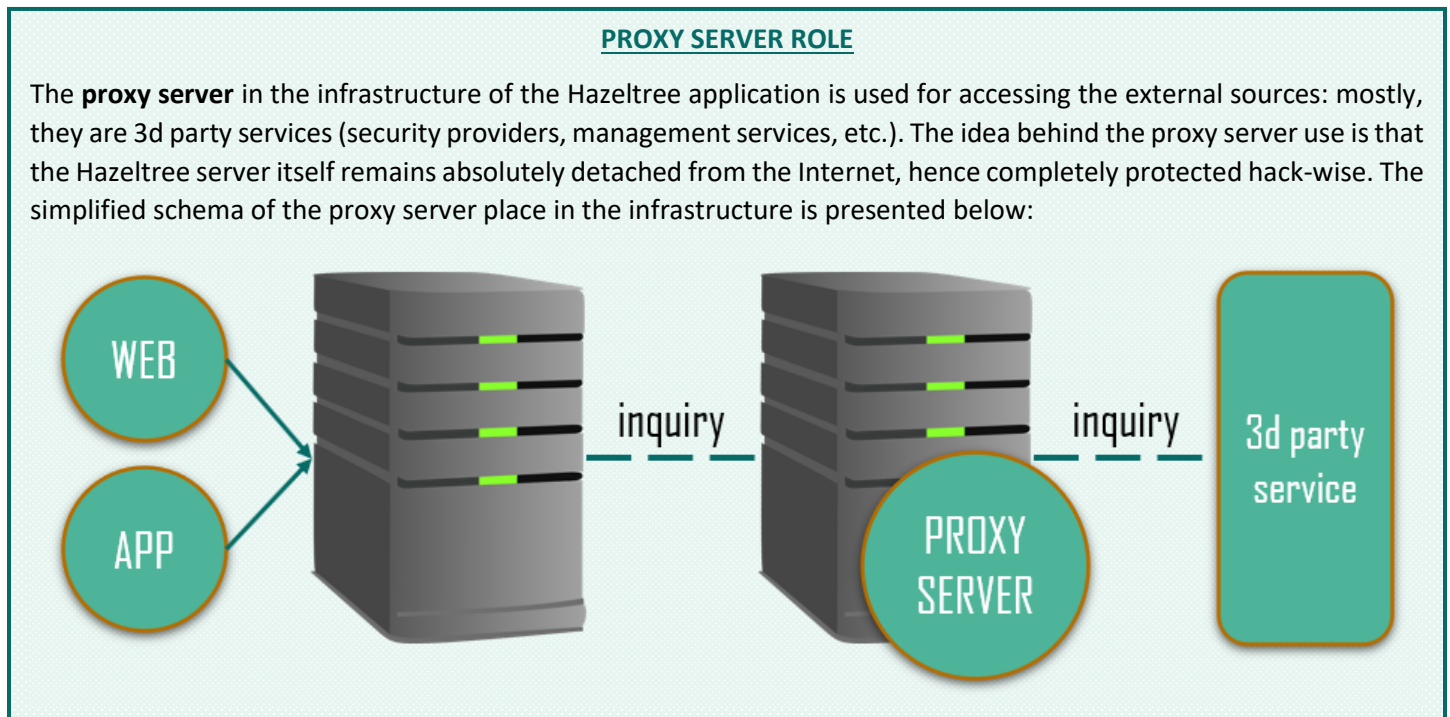 PROXY SERVER ROLE
The proxy server in the infrastructure of the Hazeltree application is used for accessing the external sources: mostly,
they are 3d party services (security providers, management services, etc.). The idea behind the proxy server use is that
the Hazeltree server itself remains absolutely detached from the Internet, hence completely protected hack-wise. The
simplified schema of the proxy server place in the infrastructure is presented below:
WEB
APP
inquiry
PROXY
SERVER
inquiry
3d party
service